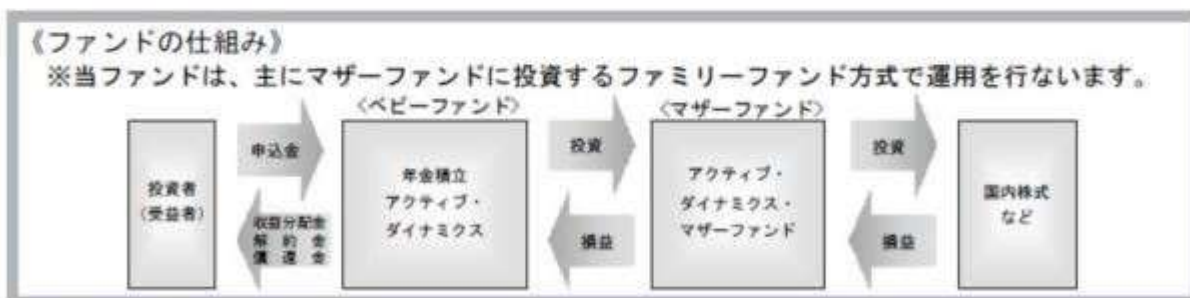 《ファンドの仕組み》
※当ファンドは、主にマザーファンドに投資するファミリーファンド方式で運用を行ないます。
〈ベビーファンド〉
〈マザーファンド〉
投資者
(受益者)
申込金
収益分配金
解約金
償還金
年金積立
アクティブ・
ダイナミクス
投資
損益
アクティブ・
ダイナミクス・
マザーファンド
投資
損益
国内株式
など